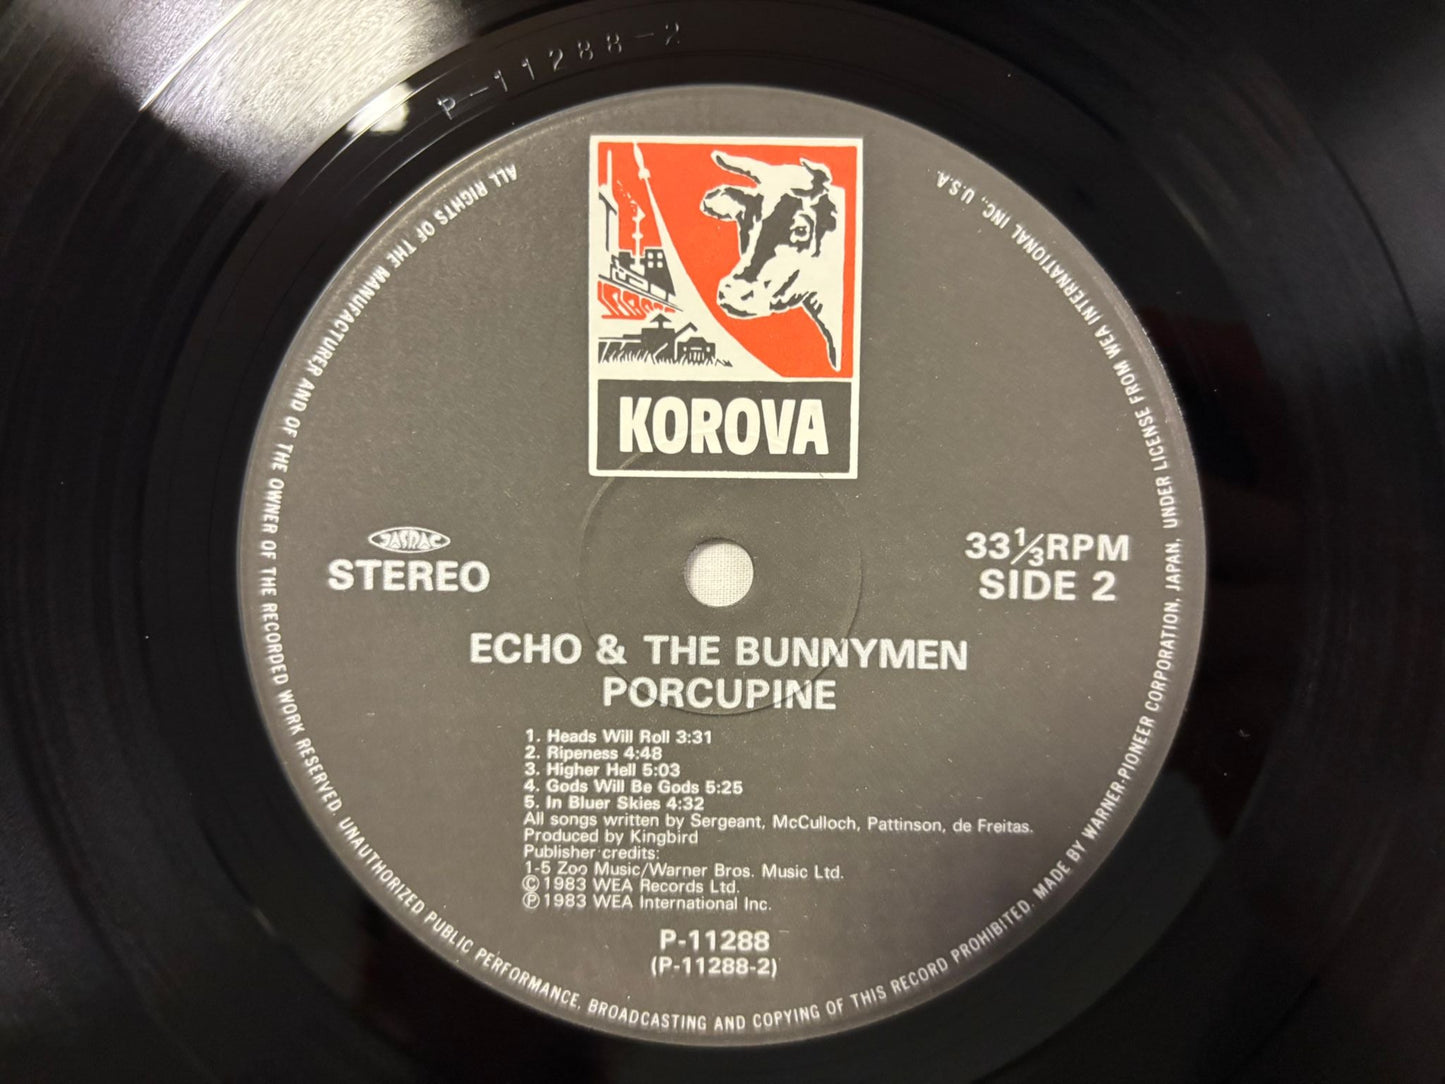 P-11288-2
KOROVA
JASRAC
STEREO
33⅓RPM
SIDE 2
ECHO & THE BUNNYMEN
PORCUPINE
1. Heads Will Roll 3:31
2. Ripeness 4:48
3. Higher Hell 5:03
4. Gods Will Be Gods 5:25
5. In Bluer Skies 4:32
All songs written by Sergeant, McCulloch, Pattinson, de Freitas.
Produced by Kingbird
Publisher credits:
1-5 Zoo Music/Warner Bros. Music Ltd.
©1983 WEA Records Ltd.
℗1983 WEA International Inc.
P-11288
(P-11288-2)
ALL RIGHTS OF THE MANUFACTURER AND OF THE OWNER OF THE RECORDED WORK RESERVED. UNAUTHORIZED PUBLIC PERFORMANCE, BROADCASTING AND COPYING OF THIS RECORD PROHIBITED. MADE BY WARNER-PIONEER CORPORATION, JAPAN, UNDER LICENSE FROM WEA INTERNATIONAL INC., U.S.A.